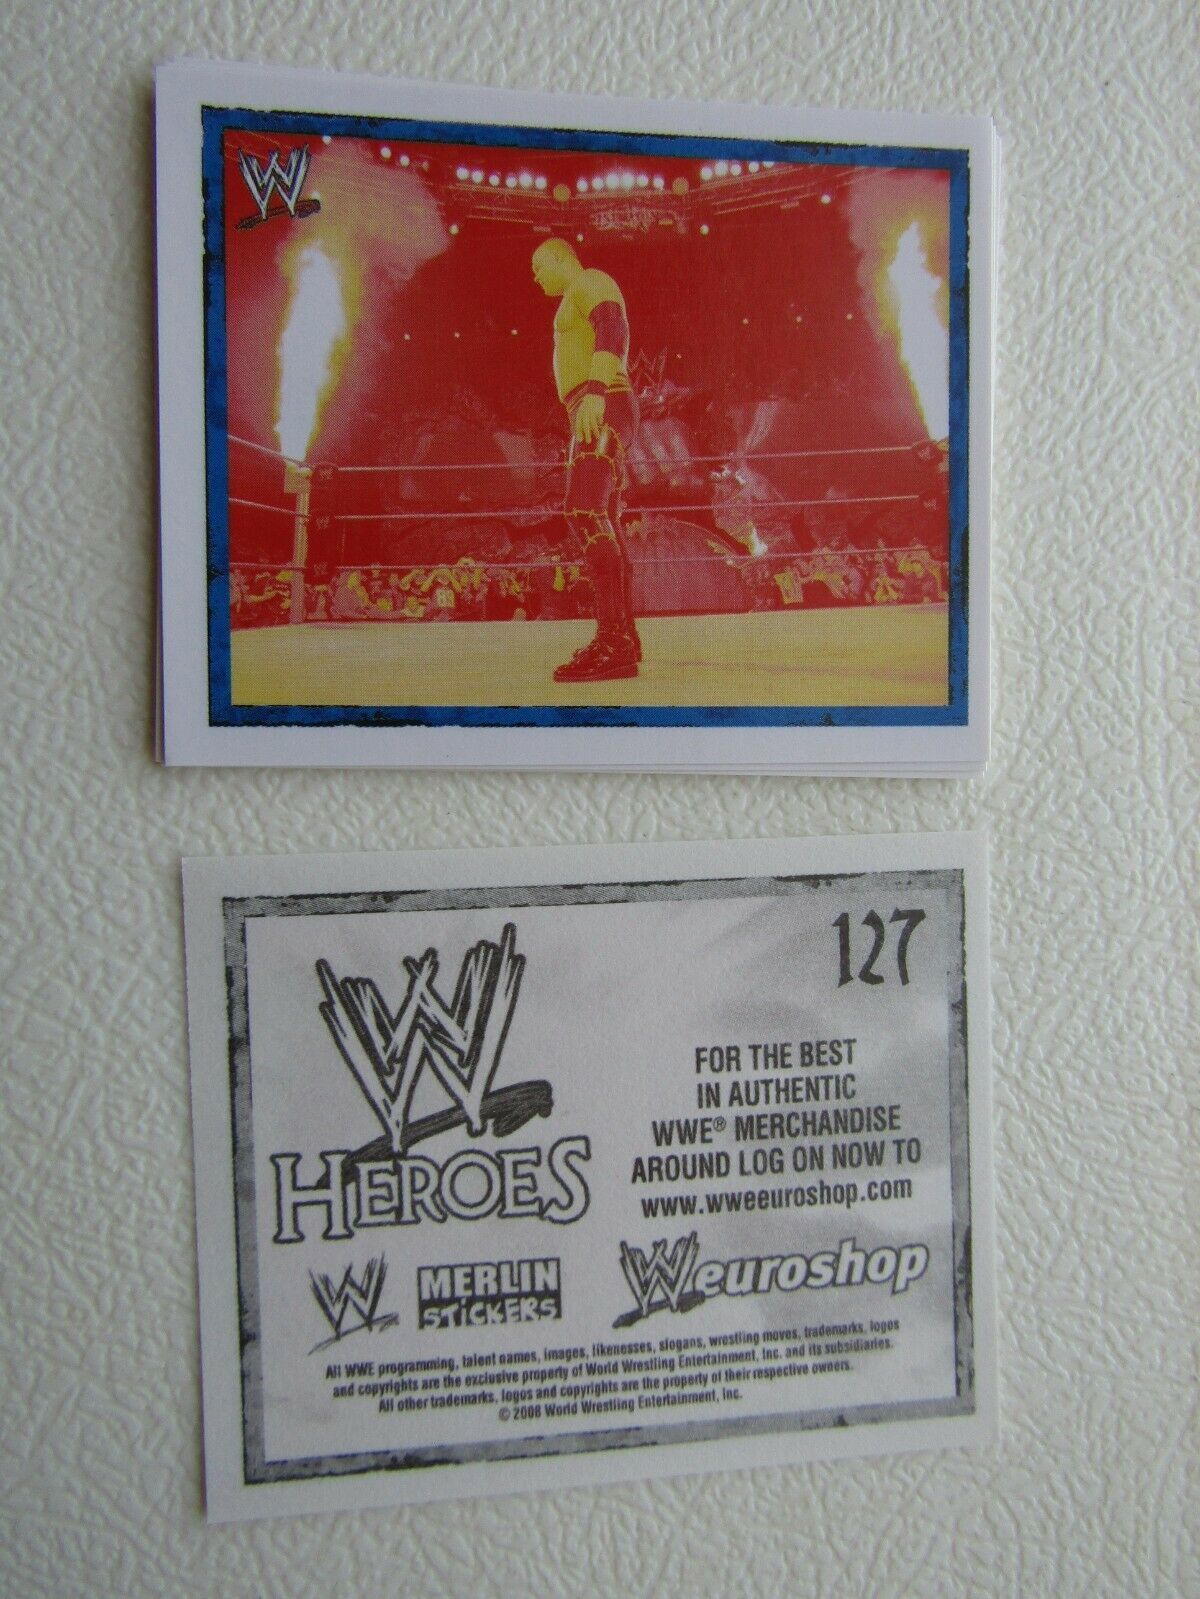 W
127
W
HEROES
FOR THE BEST
IN AUTHENTIC
WWE® MERCHANDISE
AROUND LOG ON NOW TO
www.wweeuroshop.com
W
MERLIN
STICKERS
Weuroshop
All WWE programming, talent names, images, likenesses, slogans, wrestling moves, trademarks, logos
and copyrights are the exclusive property of World Wrestling Entertainment, Inc. and its subsidiaries.
All other trademarks, logos and copyrights are the property of their respective owners.
© 2008 World Wrestling Entertainment, Inc.